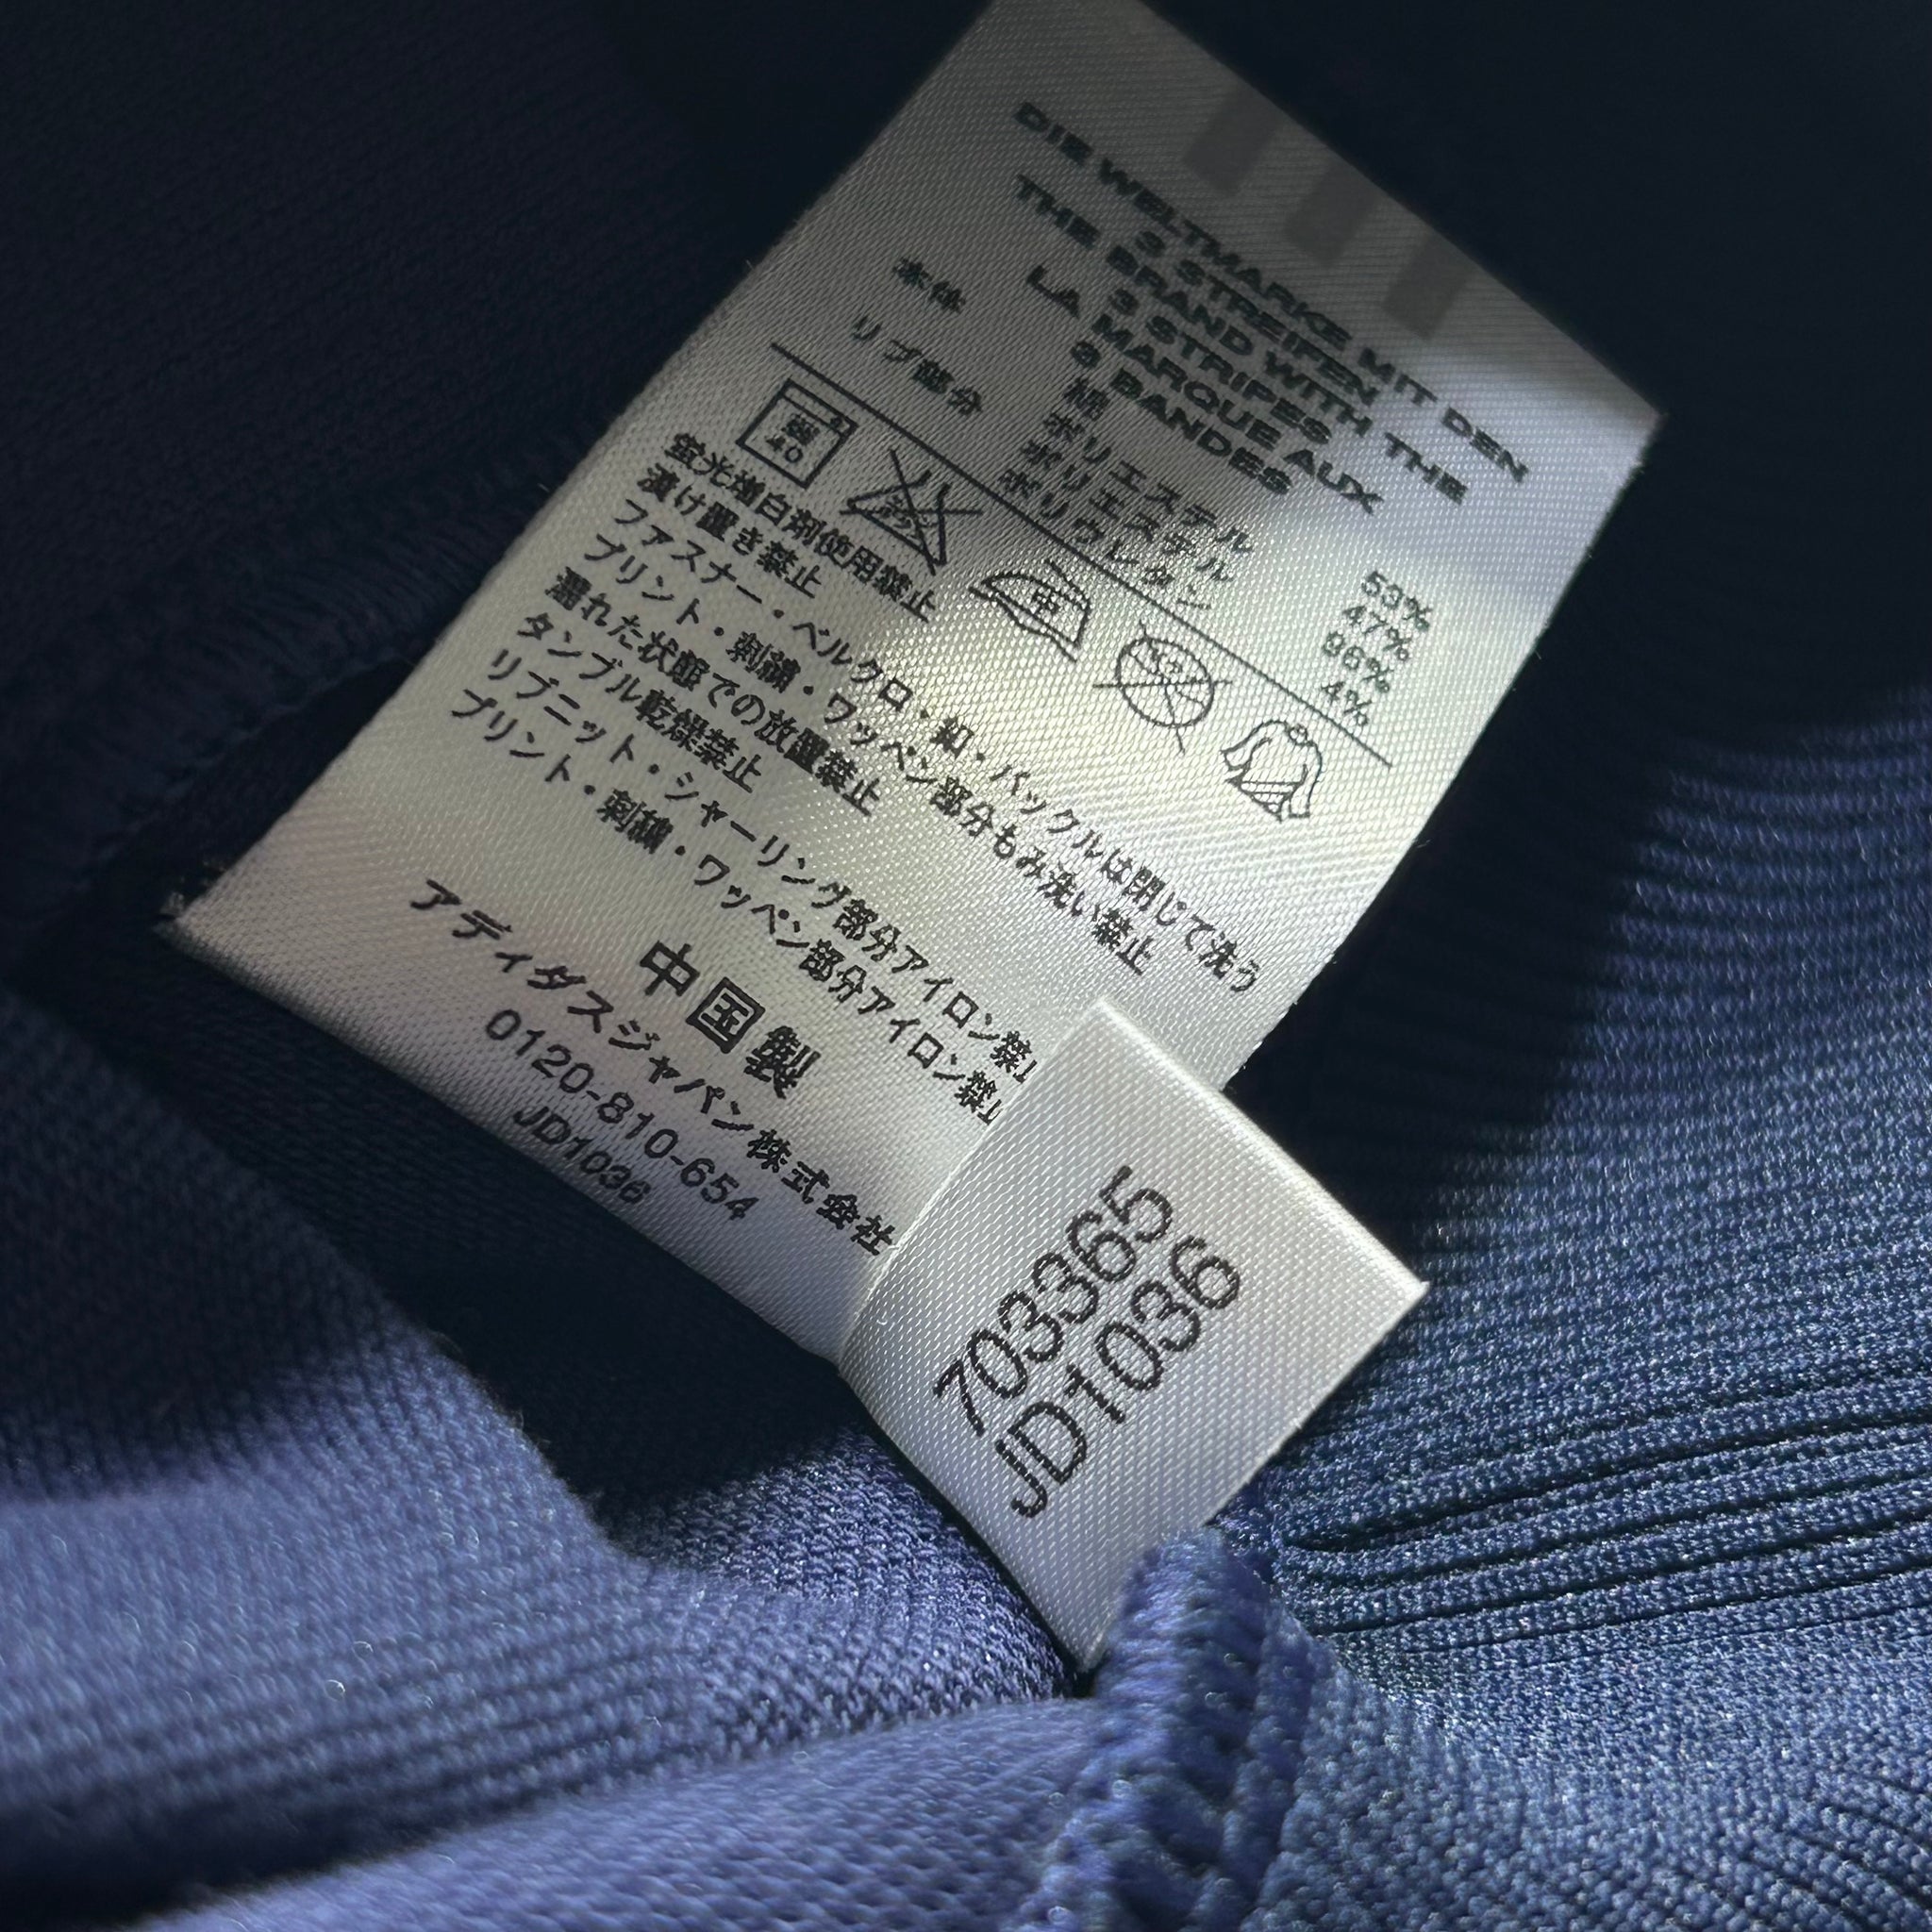 DIE WELTMARKE MIT DEN
3 STREIFEN
THE BRAND WITH THE
3 STRIPES
LA MARQUE AUX
3 BANDES
本体 綿 53%
ポリエステル 47%
リブ部分 ポリエステル 96%
ポリウレタン 4%
40
中
蛍光増白剤使用禁止
漬け置き禁止
ファスナー・ベルクロ・釦・バックルは閉じて洗う
プリント・刺繍・ワッペン部分もみ洗い禁止
濡れた状態での放置禁止
タンブル乾燥禁止
リブニット・シャーリング部分アイロン禁止
プリント・刺繍・ワッペン部分アイロン禁止
中国製
アディダスジャパン株式会社
0120-810-654
JD1036
703365
JD1036